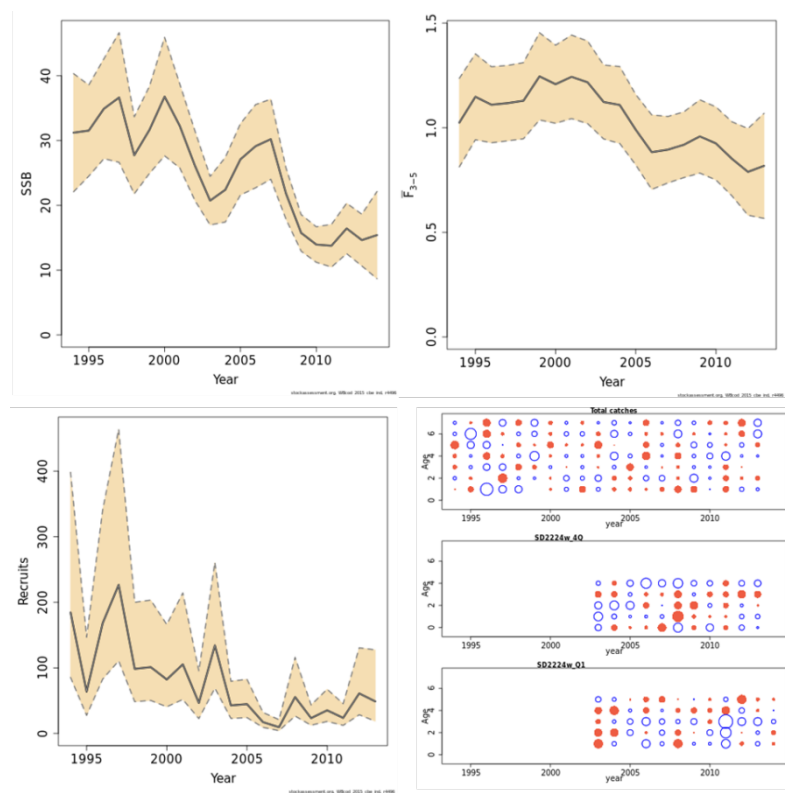 SSB
0 10 20 30 40
1995 2000 2005 2010
Year
F̅3−5
0.0 0.5 1.0 1.5
1995 2000 2005 2010
Year
Recruits
0 100 200 300 400
1995 2000 2005 2010
Year
Total catches
Age
0 2 4 6
1995 2000 2005 2010
year
SD2224w_4Q
Age
0 2 4 6
1995 2000 2005 2010
year
SD2224w_Q1
Age
0 2 4 6
1995 2000 2005 2010
year